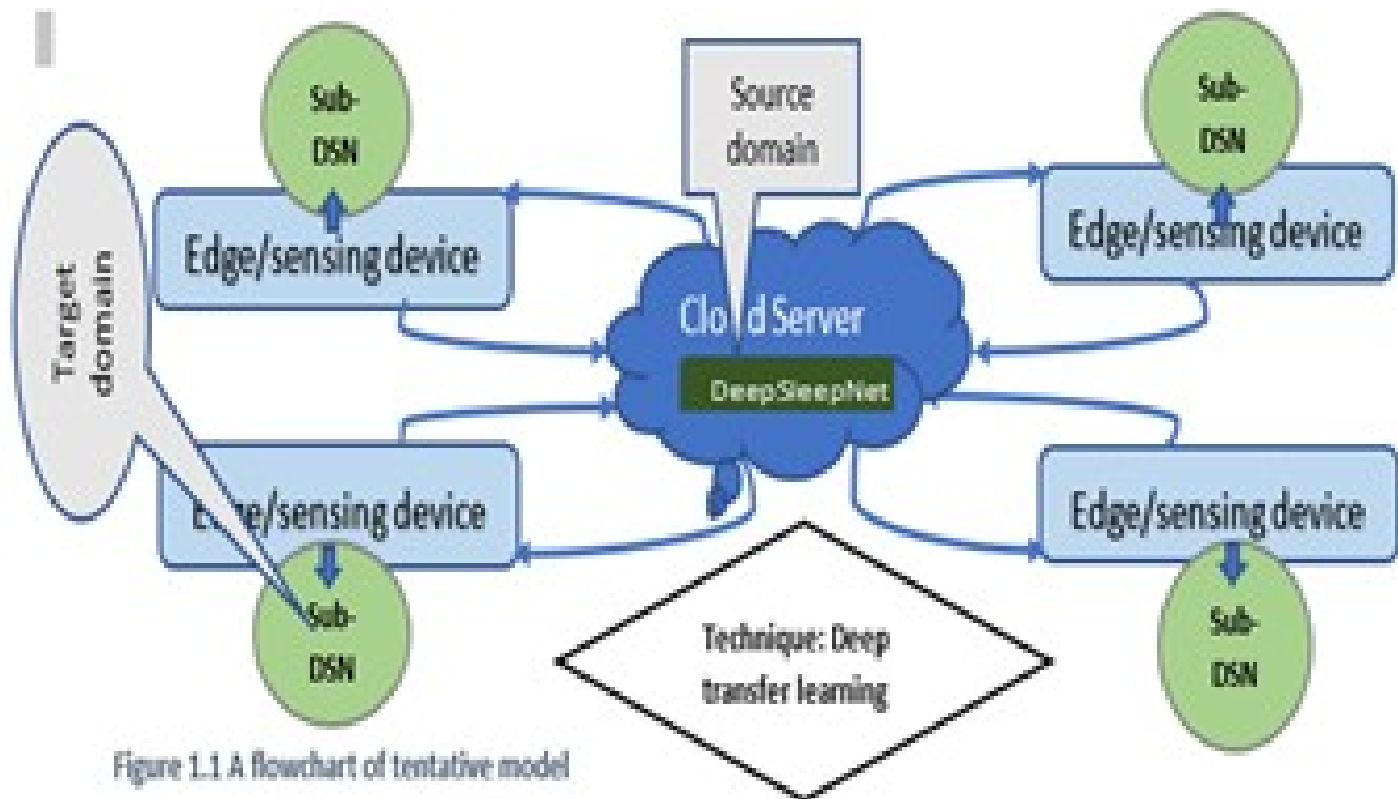 Sub-
DSN
Source
domain
Sub-
DSN
Edge/sensing device
Edge/sensing device
Target
domain
Cloud Server
DeepSleepNet
Edge/sensing device
Edge/sensing device
Sub-
DSN
Technique: Deep
transfer learning
Sub-
DSN
Figure 1.1 A flowchart of tentative model